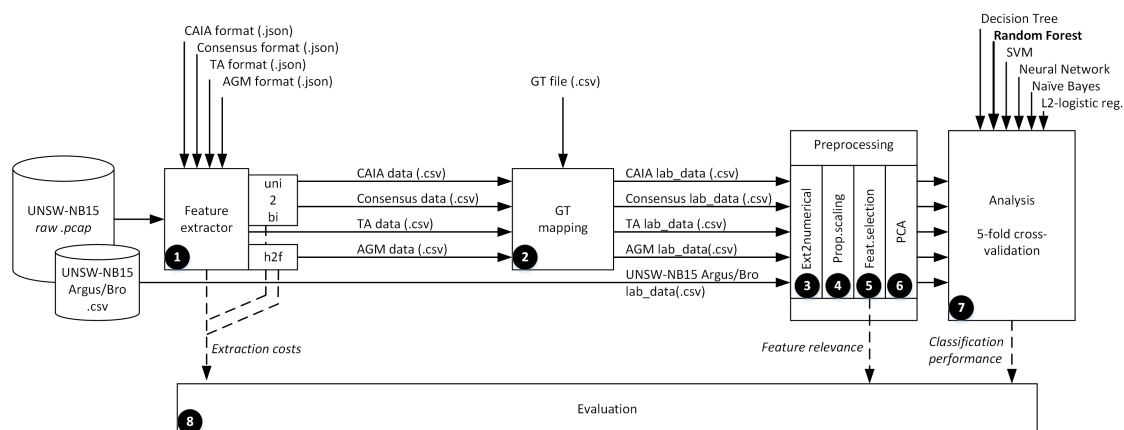 CAIA format (.json)
Consensus format (.json)
TA format (.json)
AGM format (.json)
GT file (.csv)
Decision Tree
Random Forest
SVM
Neural Network
Naïve Bayes
L2-logistic reg.
UNSW-NB15
raw .pcap
UNSW-NB15
Argus/Bro
.csv
Feature
extractor
1
uni
2
bi
h2f
CAIA data (.csv)
Consensus data (.csv)
TA data (.csv)
AGM data (.csv)
GT
mapping
2
CAIA lab_data (.csv)
Consensus lab_data (.csv)
TA lab_data (.csv)
AGM lab_data(.csv)
UNSW-NB15 Argus/Bro
lab_data(.csv)
Preprocessing
Ext2numerical
Prop.scaling
Feat.selection
PCA
3
4
5
6
Analysis
5-fold cross-
validation
7
Extraction costs
Feature relevance
Classification
performance
Evaluation
8